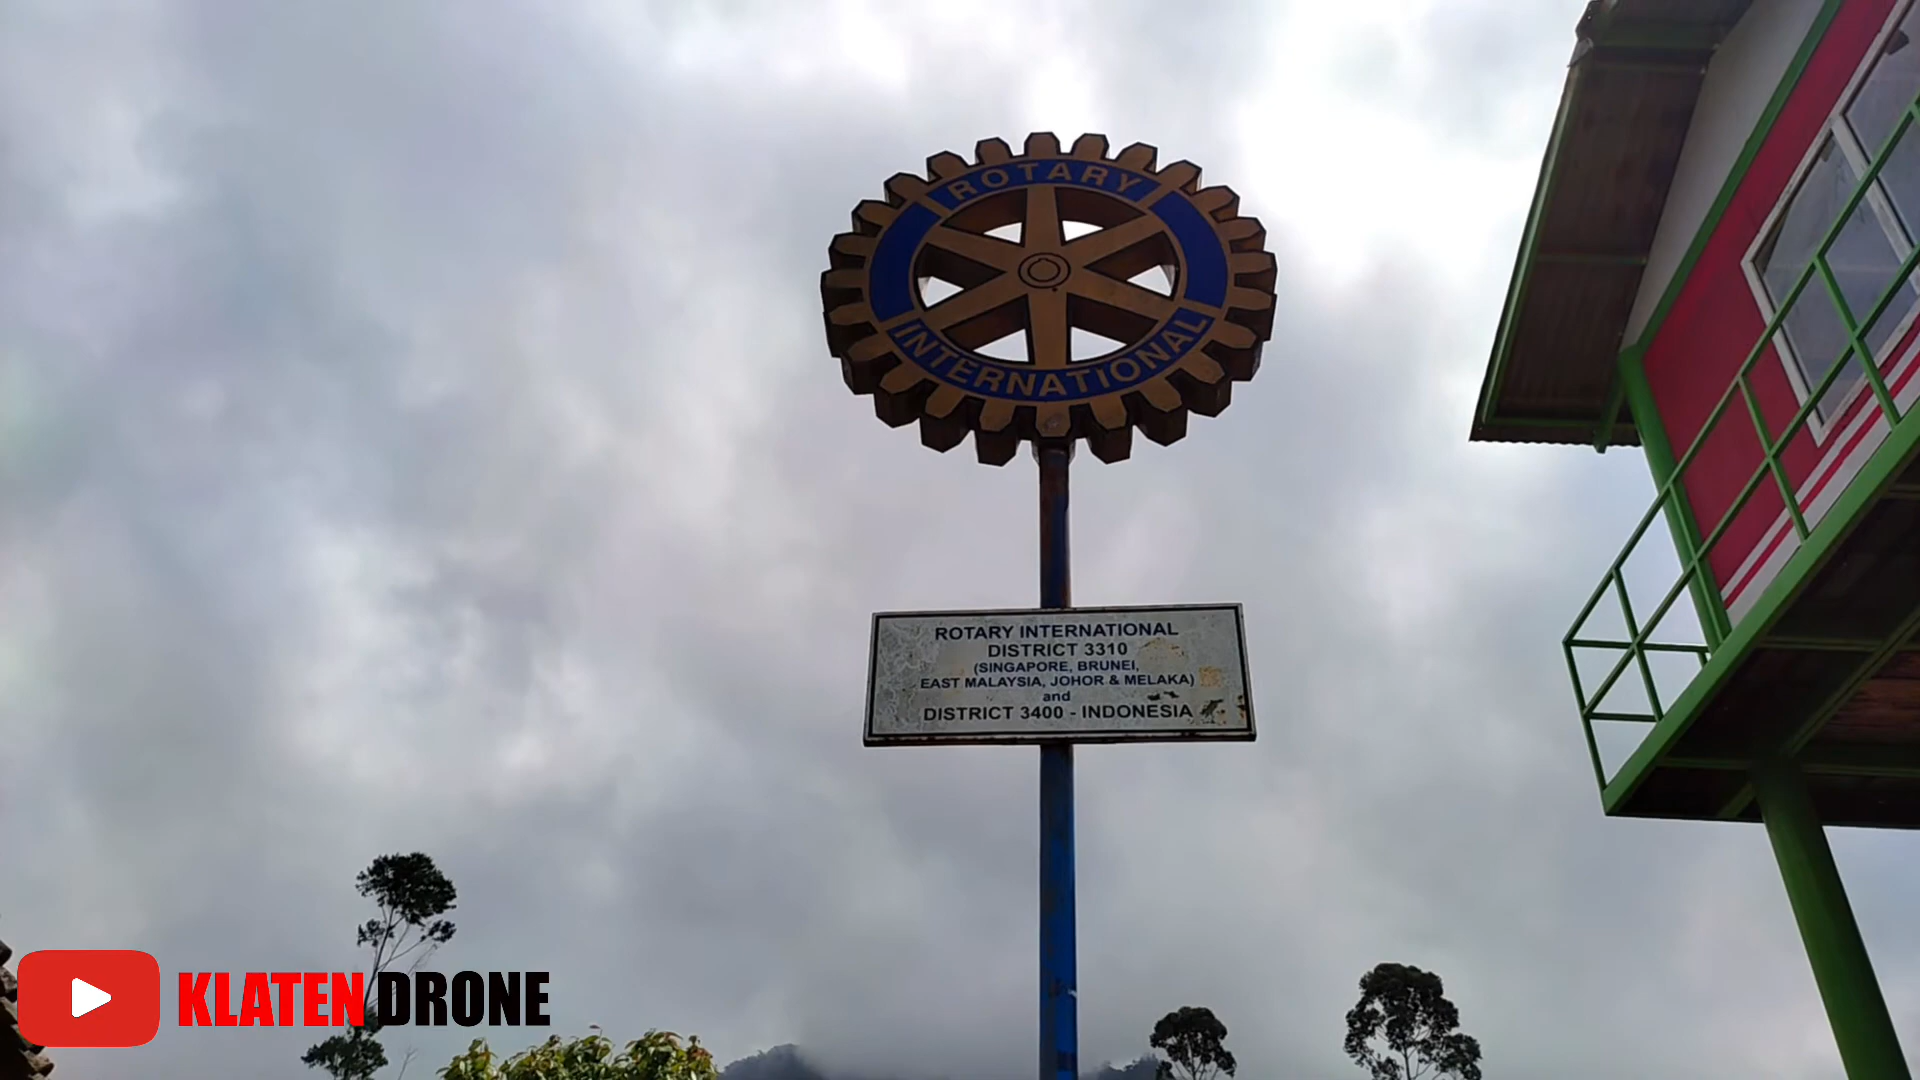 ROTARY
INTERNATIONAL
ROTARY INTERNATIONAL
DISTRICT 3310
(SINGAPORE, BRUNEI,
EAST MALAYSIA, JOHOR & MELAKA)
and
DISTRICT 3400 - INDONESIA
KLATEN DRONE